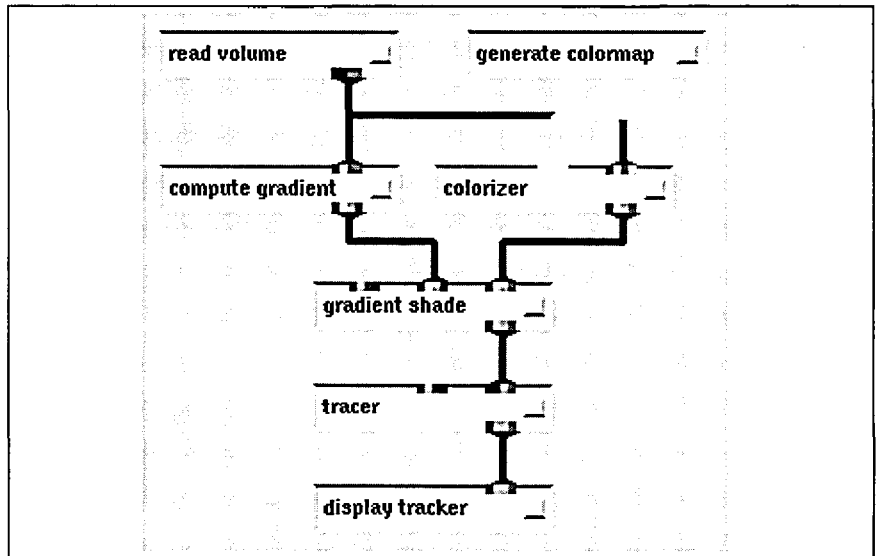 read volume
generate colormap
compute gradient
colorizer
gradient shade
tracer
display tracker